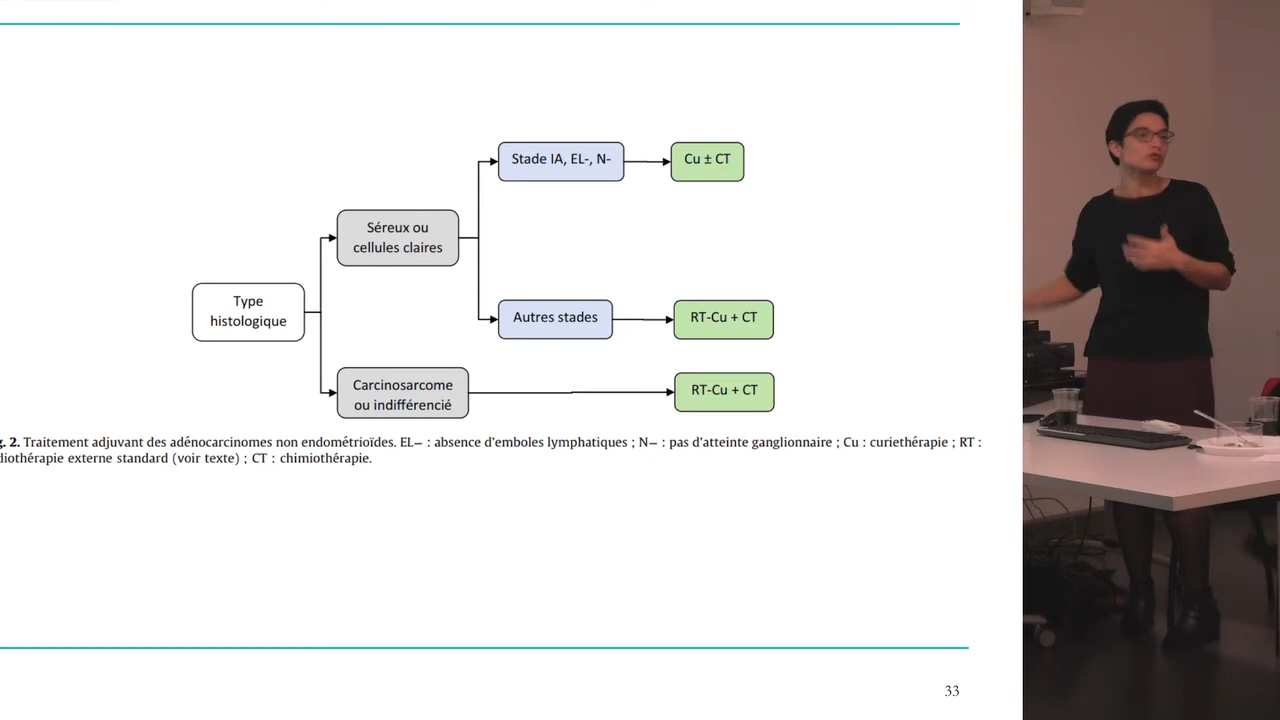 Stade IA, EL-, N-
Cu ± CT
Séreux ou
cellules claires
Type
histologique
Autres stades
RT-Cu + CT
Carcinosarcome
ou indifférencié
RT-Cu + CT
g. 2. Traitement adjuvant des adénocarcinomes non endométrioïdes. EL– : absence d'emboles lymphatiques ; N– : pas d'atteinte ganglionnaire ; Cu : curiethérapie ; RT :
diothérapie externe standard (voir texte) ; CT : chimiothérapie.
33